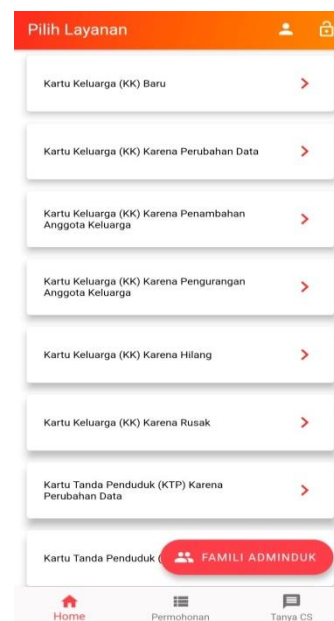 Pilih Layanan
Kartu Keluarga (KK) Baru
Kartu Keluarga (KK) Karena Perubahan Data
Kartu Keluarga (KK) Karena Penambahan
Anggota Keluarga
Kartu Keluarga (KK) Karena Pengurangan
Anggota Keluarga
Kartu Keluarga (KK) Karena Hilang
Kartu Keluarga (KK) Karena Rusak
Kartu Tanda Penduduk (KTP) Karena
Perubahan Data
Kartu Tanda Penduduk (
FAMILI ADMINDUK
Home
Permohonan
Tanya CS